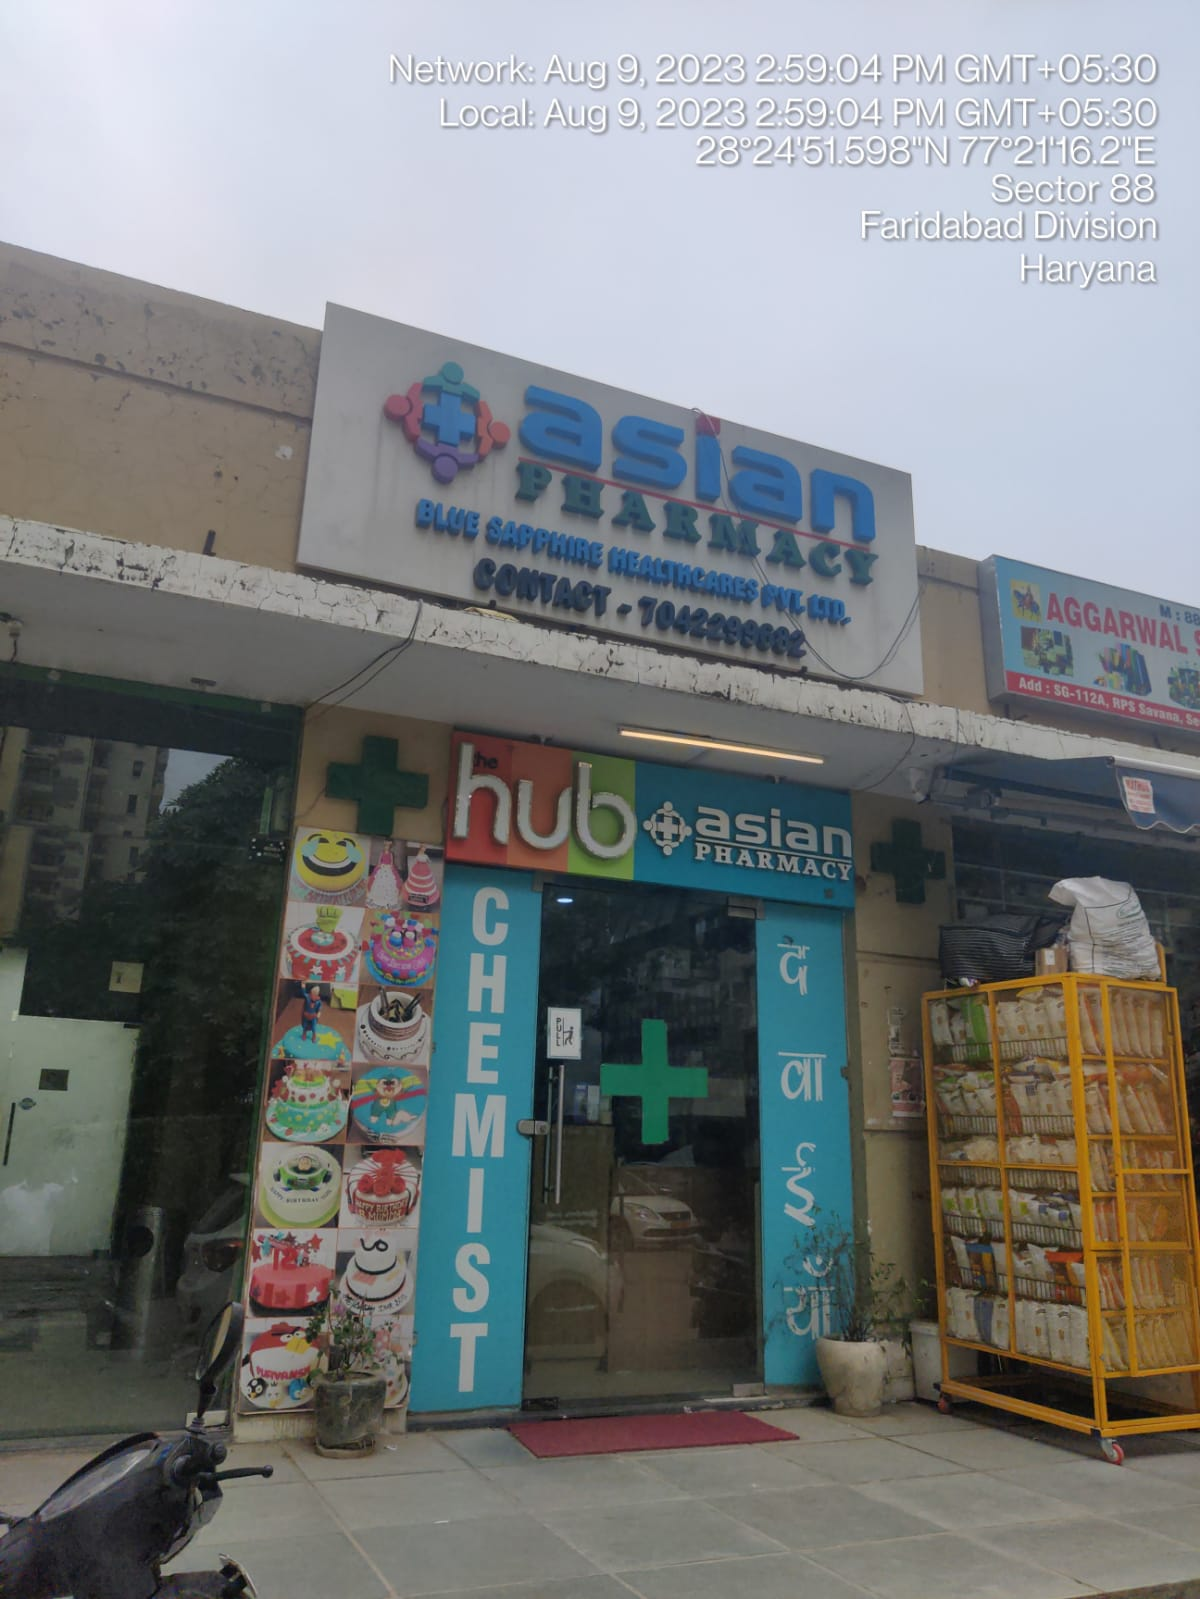 Network: Aug 9, 2023 2:59:04 PM GMT+05:30
Local: Aug 9, 2023 2:59:04 PM GMT+05:30
28°24'51.598"N 77°21'16.2"E
Sector 88
Faridabad Division
Haryana
asian
PHARMACY
BLUE SAPPHIRE HEALTHCARES PVT. LTD.
CONTACT - 7042299882
M : 88
AGGARWAL S
Add : SG-112A, RPS Savana, Se
the
hub
asian
PHARMACY
CHEMIST
PULL
दवाईयाँ